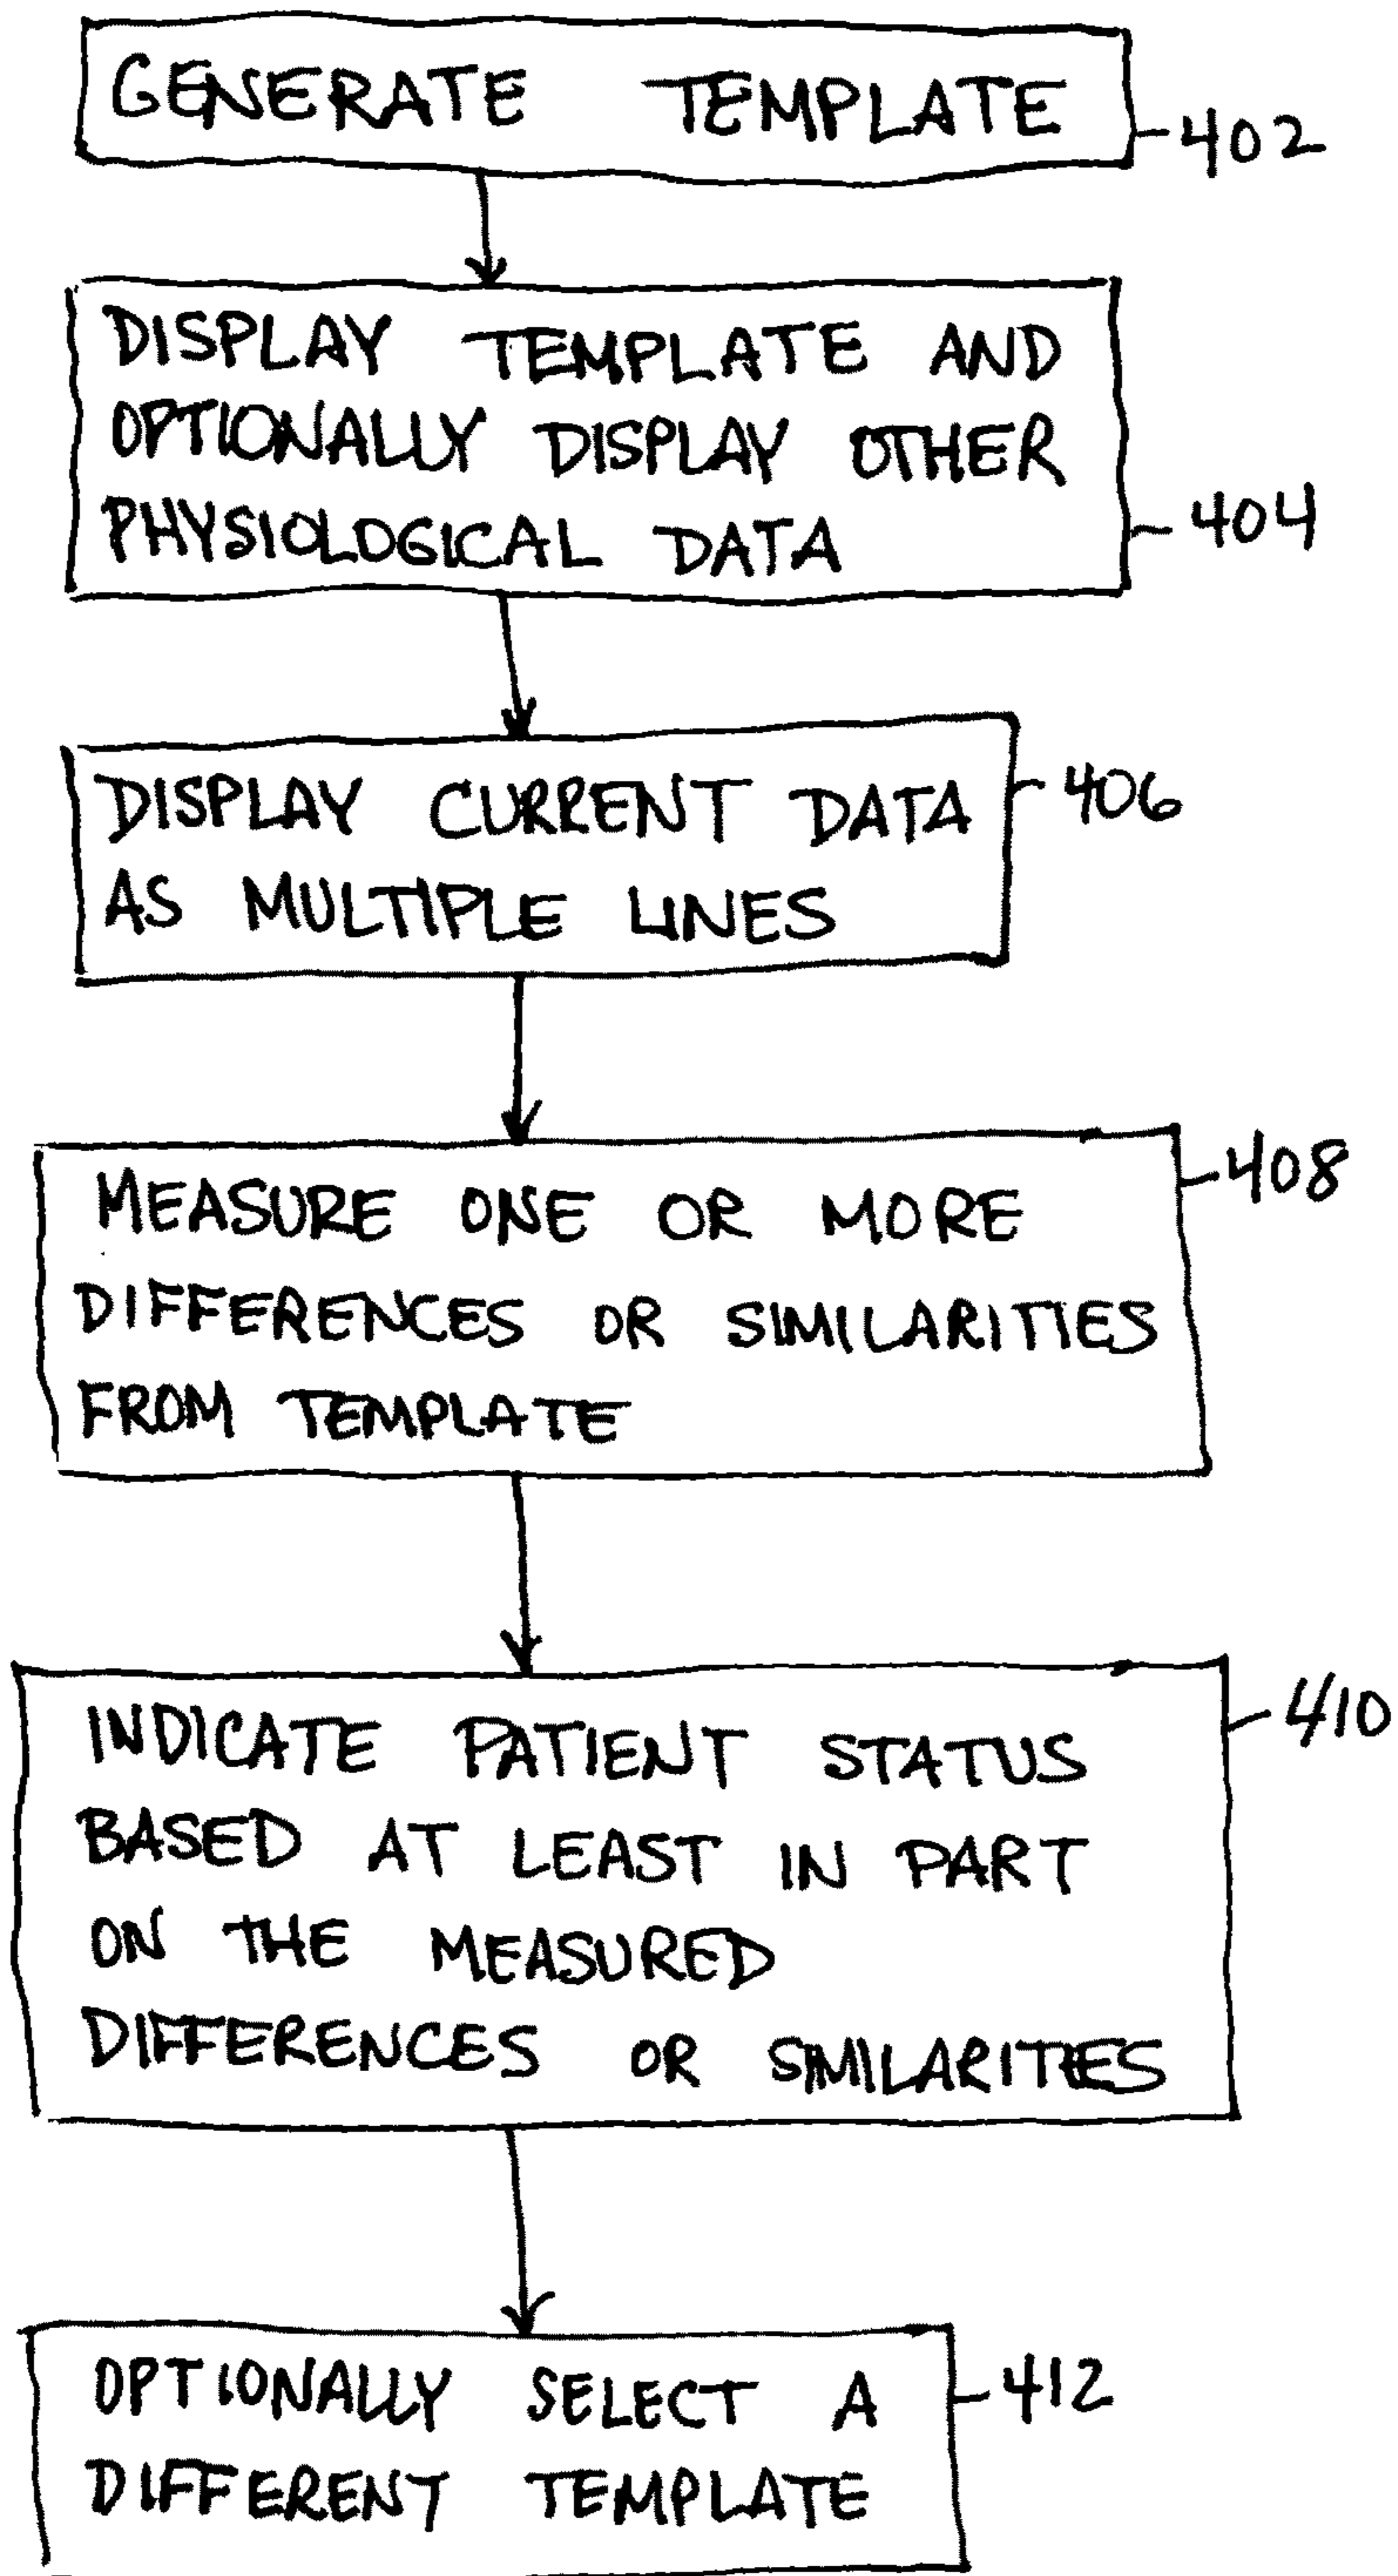 GENERATE TEMPLATE
402
DISPLAY TEMPLATE AND
OPTIONALLY DISPLAY OTHER
PHYSIOLOGICAL DATA
404
DISPLAY CURRENT DATA
AS MULTIPLE LINES
406
MEASURE ONE OR MORE
DIFFERENCES OR SIMILARITIES
FROM TEMPLATE
408
INDICATE PATIENT STATUS
BASED AT LEAST IN PART
ON THE MEASURED
DIFFERENCES OR SIMILARITIES
410
OPTIONALLY SELECT A
DIFFERENT TEMPLATE
412